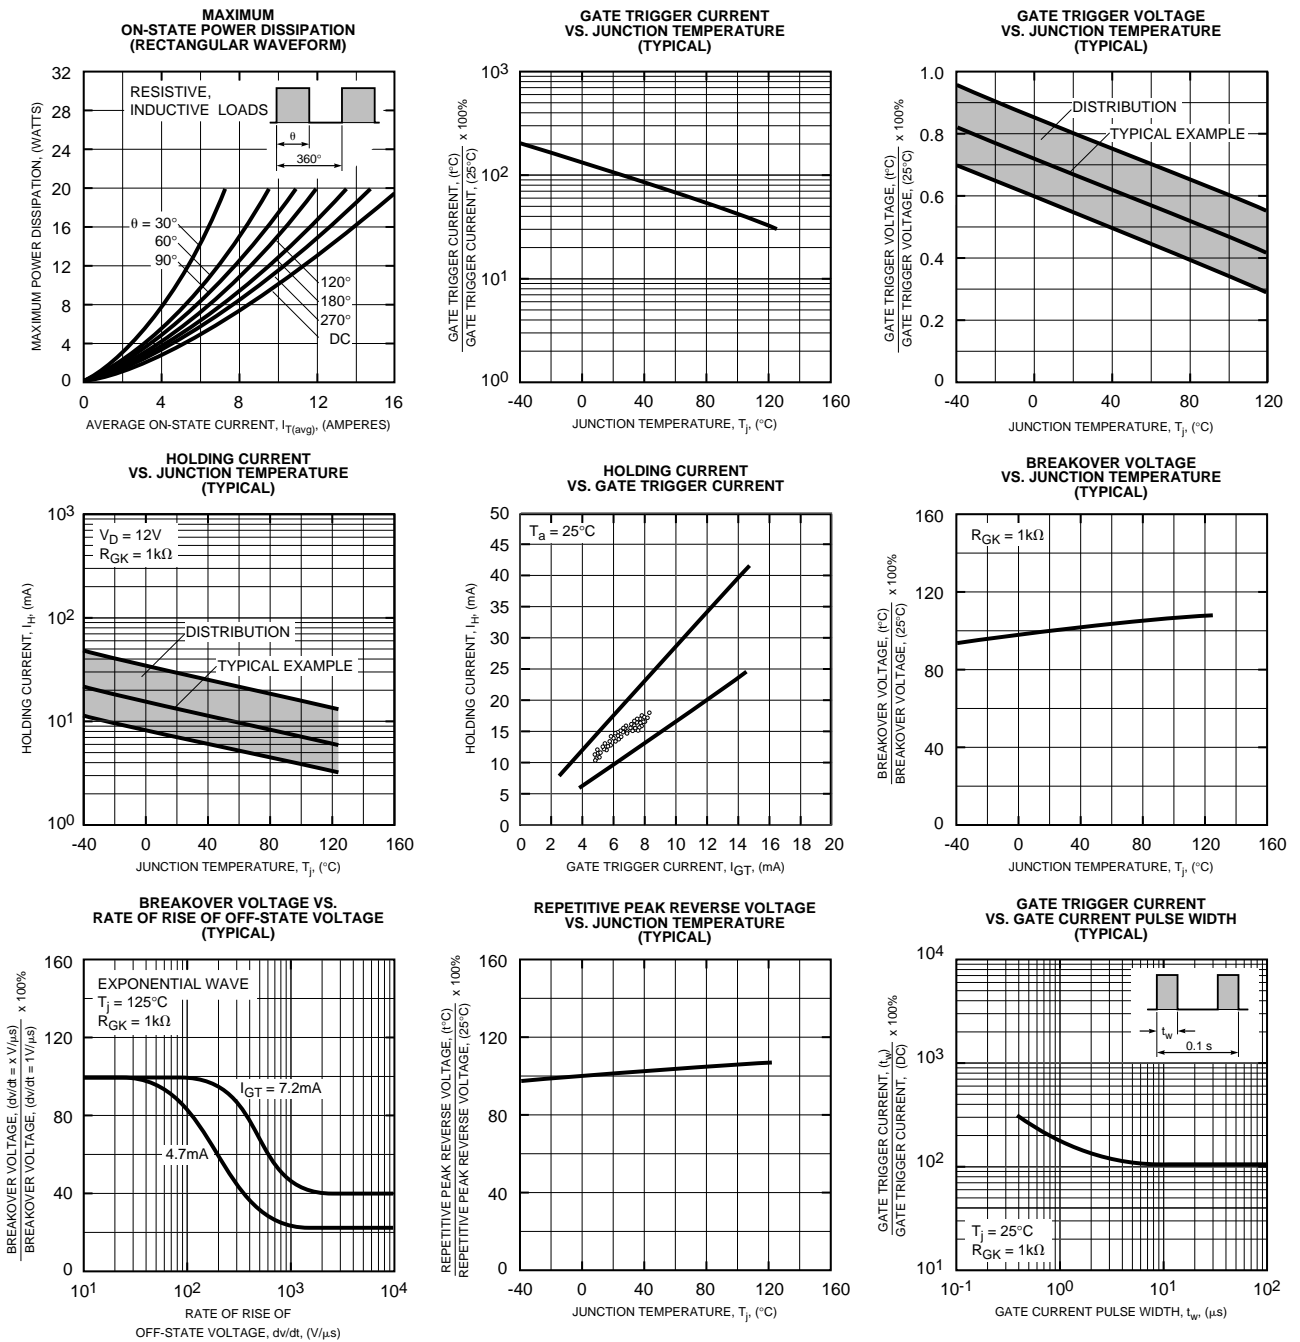 MAXIMUM
ON-STATE POWER DISSIPATION
(RECTANGULAR WAVEFORM)
MAXIMUM POWER DISSIPATION, (WATTS)
32
28
24
20
16
12
8
4
0
RESISTIVE,
INDUCTIVE LOADS
θ
360°
θ = 30°
60°
90°
120°
180°
270°
DC
0 4 8 12 16
AVERAGE ON-STATE CURRENT, IT(avg), (AMPERES)
GATE TRIGGER CURRENT
VS. JUNCTION TEMPERATURE
(TYPICAL)
GATE TRIGGER CURRENT, (t°C)
GATE TRIGGER CURRENT, (25°C)
x 100%
10³
10²
10¹
10⁰
-40 0 40 80 120 160
JUNCTION TEMPERATURE, Tj, (°C)
GATE TRIGGER VOLTAGE
VS. JUNCTION TEMPERATURE
(TYPICAL)
GATE TRIGGER VOLTAGE, (t°C)
GATE TRIGGER VOLTAGE, (25°C)
x 100%
1.0
0.8
0.6
0.4
0.2
0
DISTRIBUTION
TYPICAL EXAMPLE
-40 0 40 80 120
JUNCTION TEMPERATURE, Tj, (°C)
HOLDING CURRENT
VS. JUNCTION TEMPERATURE
(TYPICAL)
HOLDING CURRENT, IH, (mA)
10³
10²
10¹
10⁰
VD = 12V
RGK = 1kΩ
DISTRIBUTION
TYPICAL EXAMPLE
-40 0 40 80 120 160
JUNCTION TEMPERATURE, Tj, (°C)
HOLDING CURRENT
VS. GATE TRIGGER CURRENT
HOLDING CURRENT, IH, (mA)
50
45
40
35
30
25
20
15
10
5
0
Ta = 25°C
0 2 4 6 8 10 12 14 16 18 20
GATE TRIGGER CURRENT, IGT, (mA)
BREAKOVER VOLTAGE
VS. JUNCTION TEMPERATURE
(TYPICAL)
BREAKOVER VOLTAGE, (t°C)
BREAKOVER VOLTAGE, (25°C)
x 100%
160
120
80
40
0
RGK = 1kΩ
-40 0 40 80 120 160
JUNCTION TEMPERATURE, Tj, (°C)
BREAKOVER VOLTAGE VS.
RATE OF RISE OF OFF-STATE VOLTAGE
(TYPICAL)
BREAKOVER VOLTAGE, (dv/dt = x V/µs)
BREAKOVER VOLTAGE, (dv/dt = 1V/µs)
x 100%
160
120
80
40
0
EXPONENTIAL WAVE
Tj = 125°C
RGK = 1kΩ
IGT = 7.2mA
4.7mA
10¹ 10² 10³ 10⁴
RATE OF RISE OF
OFF-STATE VOLTAGE, dv/dt, (V/µs)
REPETITIVE PEAK REVERSE VOLTAGE
VS. JUNCTION TEMPERATURE
(TYPICAL)
REPETITIVE PEAK REVERSE VOLTAGE, (t°C)
REPETITIVE PEAK REVERSE VOLTAGE, (25°C)
x 100%
160
120
80
40
0
-40 0 40 80 120 160
JUNCTION TEMPERATURE, Tj, (°C)
GATE TRIGGER CURRENT
VS. GATE CURRENT PULSE WIDTH
(TYPICAL)
GATE TRIGGER CURRENT, (tw)
GATE TRIGGER CURRENT, (DC)
x 100%
10⁴
10³
10²
10¹
tw
0.1 s
Tj = 25°C
RGK = 1kΩ
10⁻¹ 10⁰ 10¹ 10²
GATE CURRENT PULSE WIDTH, tw, (µs)